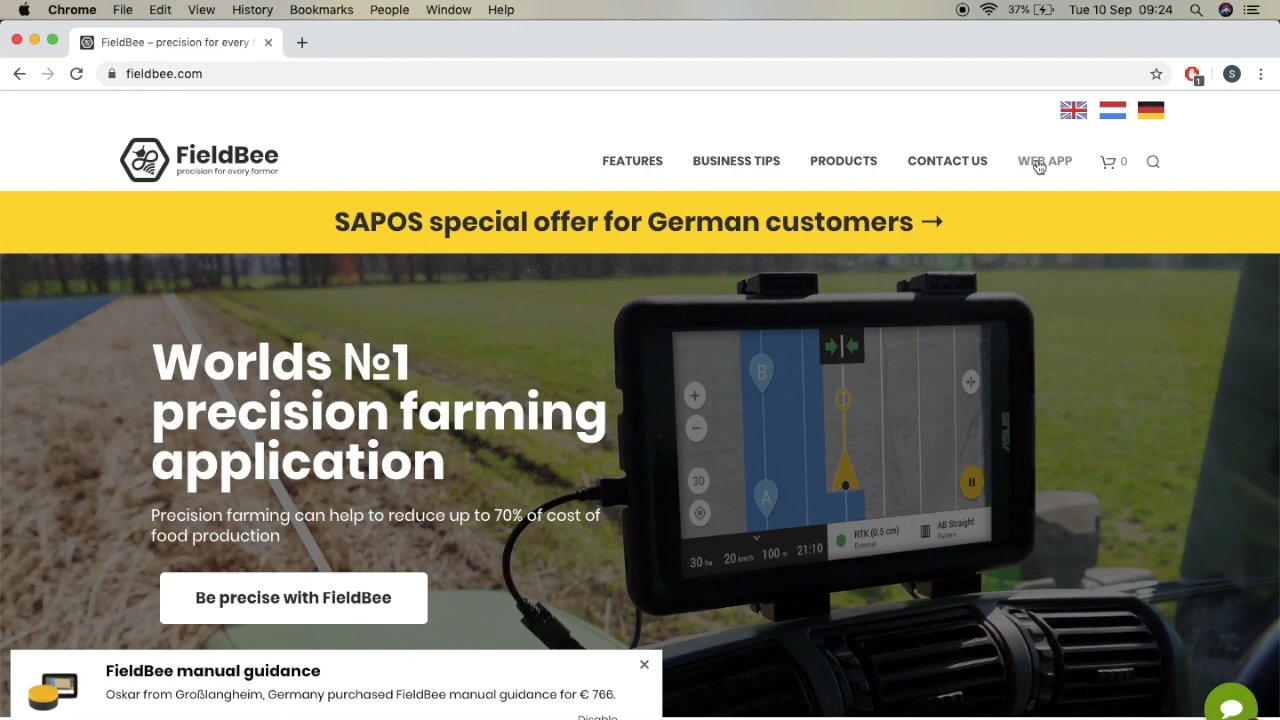 Chrome File Edit View History Bookmarks People Window Help 37% Tue 10 Sep 09:24
FieldBee – precision for every f
fieldbee.com
S
1
FieldBee
precision for every farmer
FEATURES BUSINESS TIPS PRODUCTS CONTACT US WEB APP 0
SAPOS special offer for German customers →
Worlds №1
precision farming
application
Precision farming can help to reduce up to 70% of cost of
food production
Be precise with FieldBee
B
A
+
−
3D
ASUS
30 ha 20 km/h 100 m 21:10
RTK (0.5 cm)
External
AB Straight
Pattern
FieldBee manual guidance
Oskar from Großlangheim, Germany purchased FieldBee manual guidance for € 766.
Disable